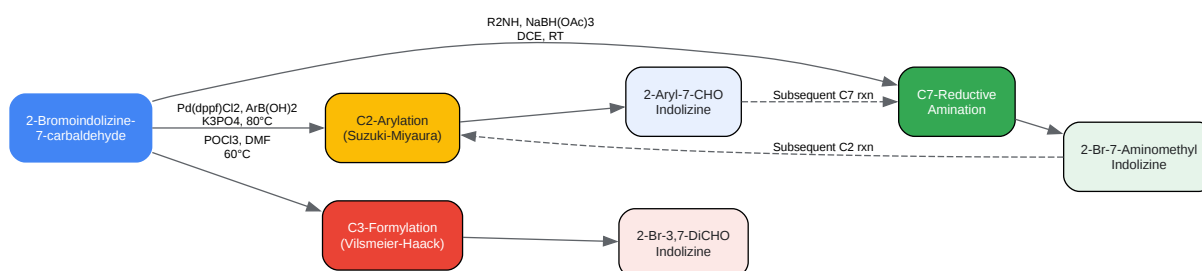 R2NH, NaBH(OAc)3
DCE, RT
2-Bromoindolizine-
7-carbaldehyde
Pd(dppf)Cl2, ArB(OH)2
K3PO4, 80°C
POCl3, DMF
60°C
C2-Arylation
(Suzuki-Miyaura)
2-Aryl-7-CHO
Indolizine
Subsequent C7 rxn
C7-Reductive
Amination
Subsequent C2 rxn
2-Br-7-Aminomethyl
Indolizine
C3-Formylation
(Vilsmeier-Haack)
2-Br-3,7-DiCHO
Indolizine